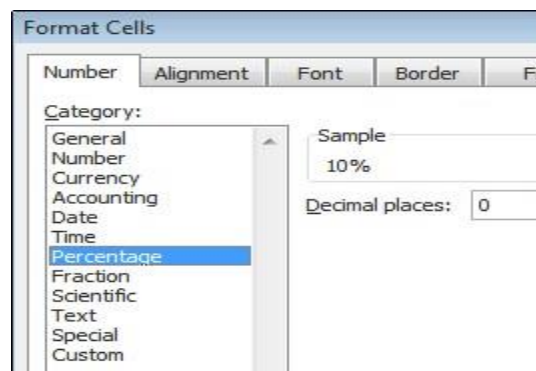 Format Cells
Number Alignment Font Border F
Category:
General
Number
Currency
Accounting
Date
Time
Percentage
Fraction
Scientific
Text
Special
Custom
Sample
10%
Decimal places: 0